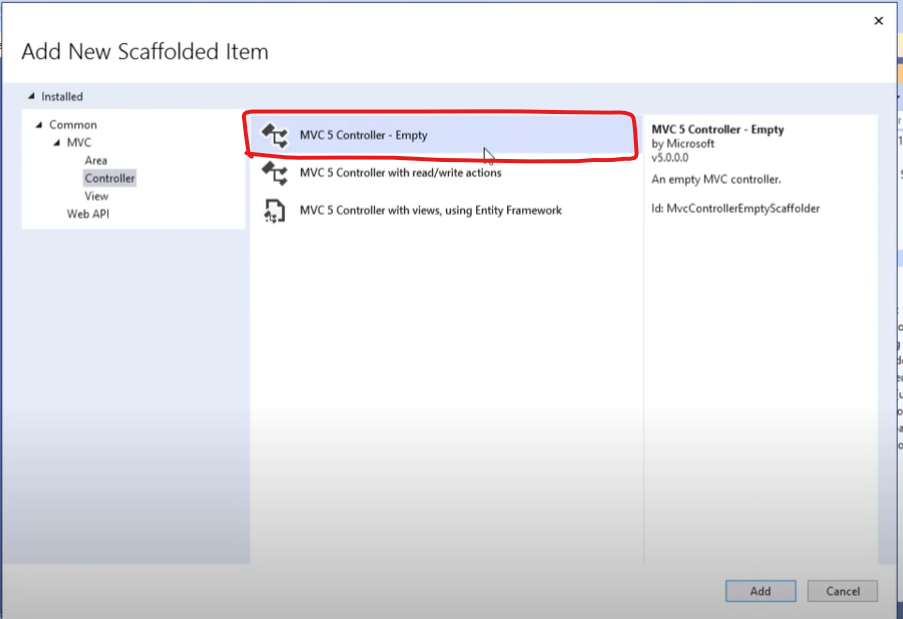 Add New Scaffolded Item
Installed
Common
MVC
Area
Controller
View
Web API
MVC 5 Controller - Empty
MVC 5 Controller with read/write actions
MVC 5 Controller with views, using Entity Framework
MVC 5 Controller - Empty
by Microsoft
v5.0.0.0
An empty MVC controller.
Id: MvcControllerEmptyScaffolder
Add
Cancel